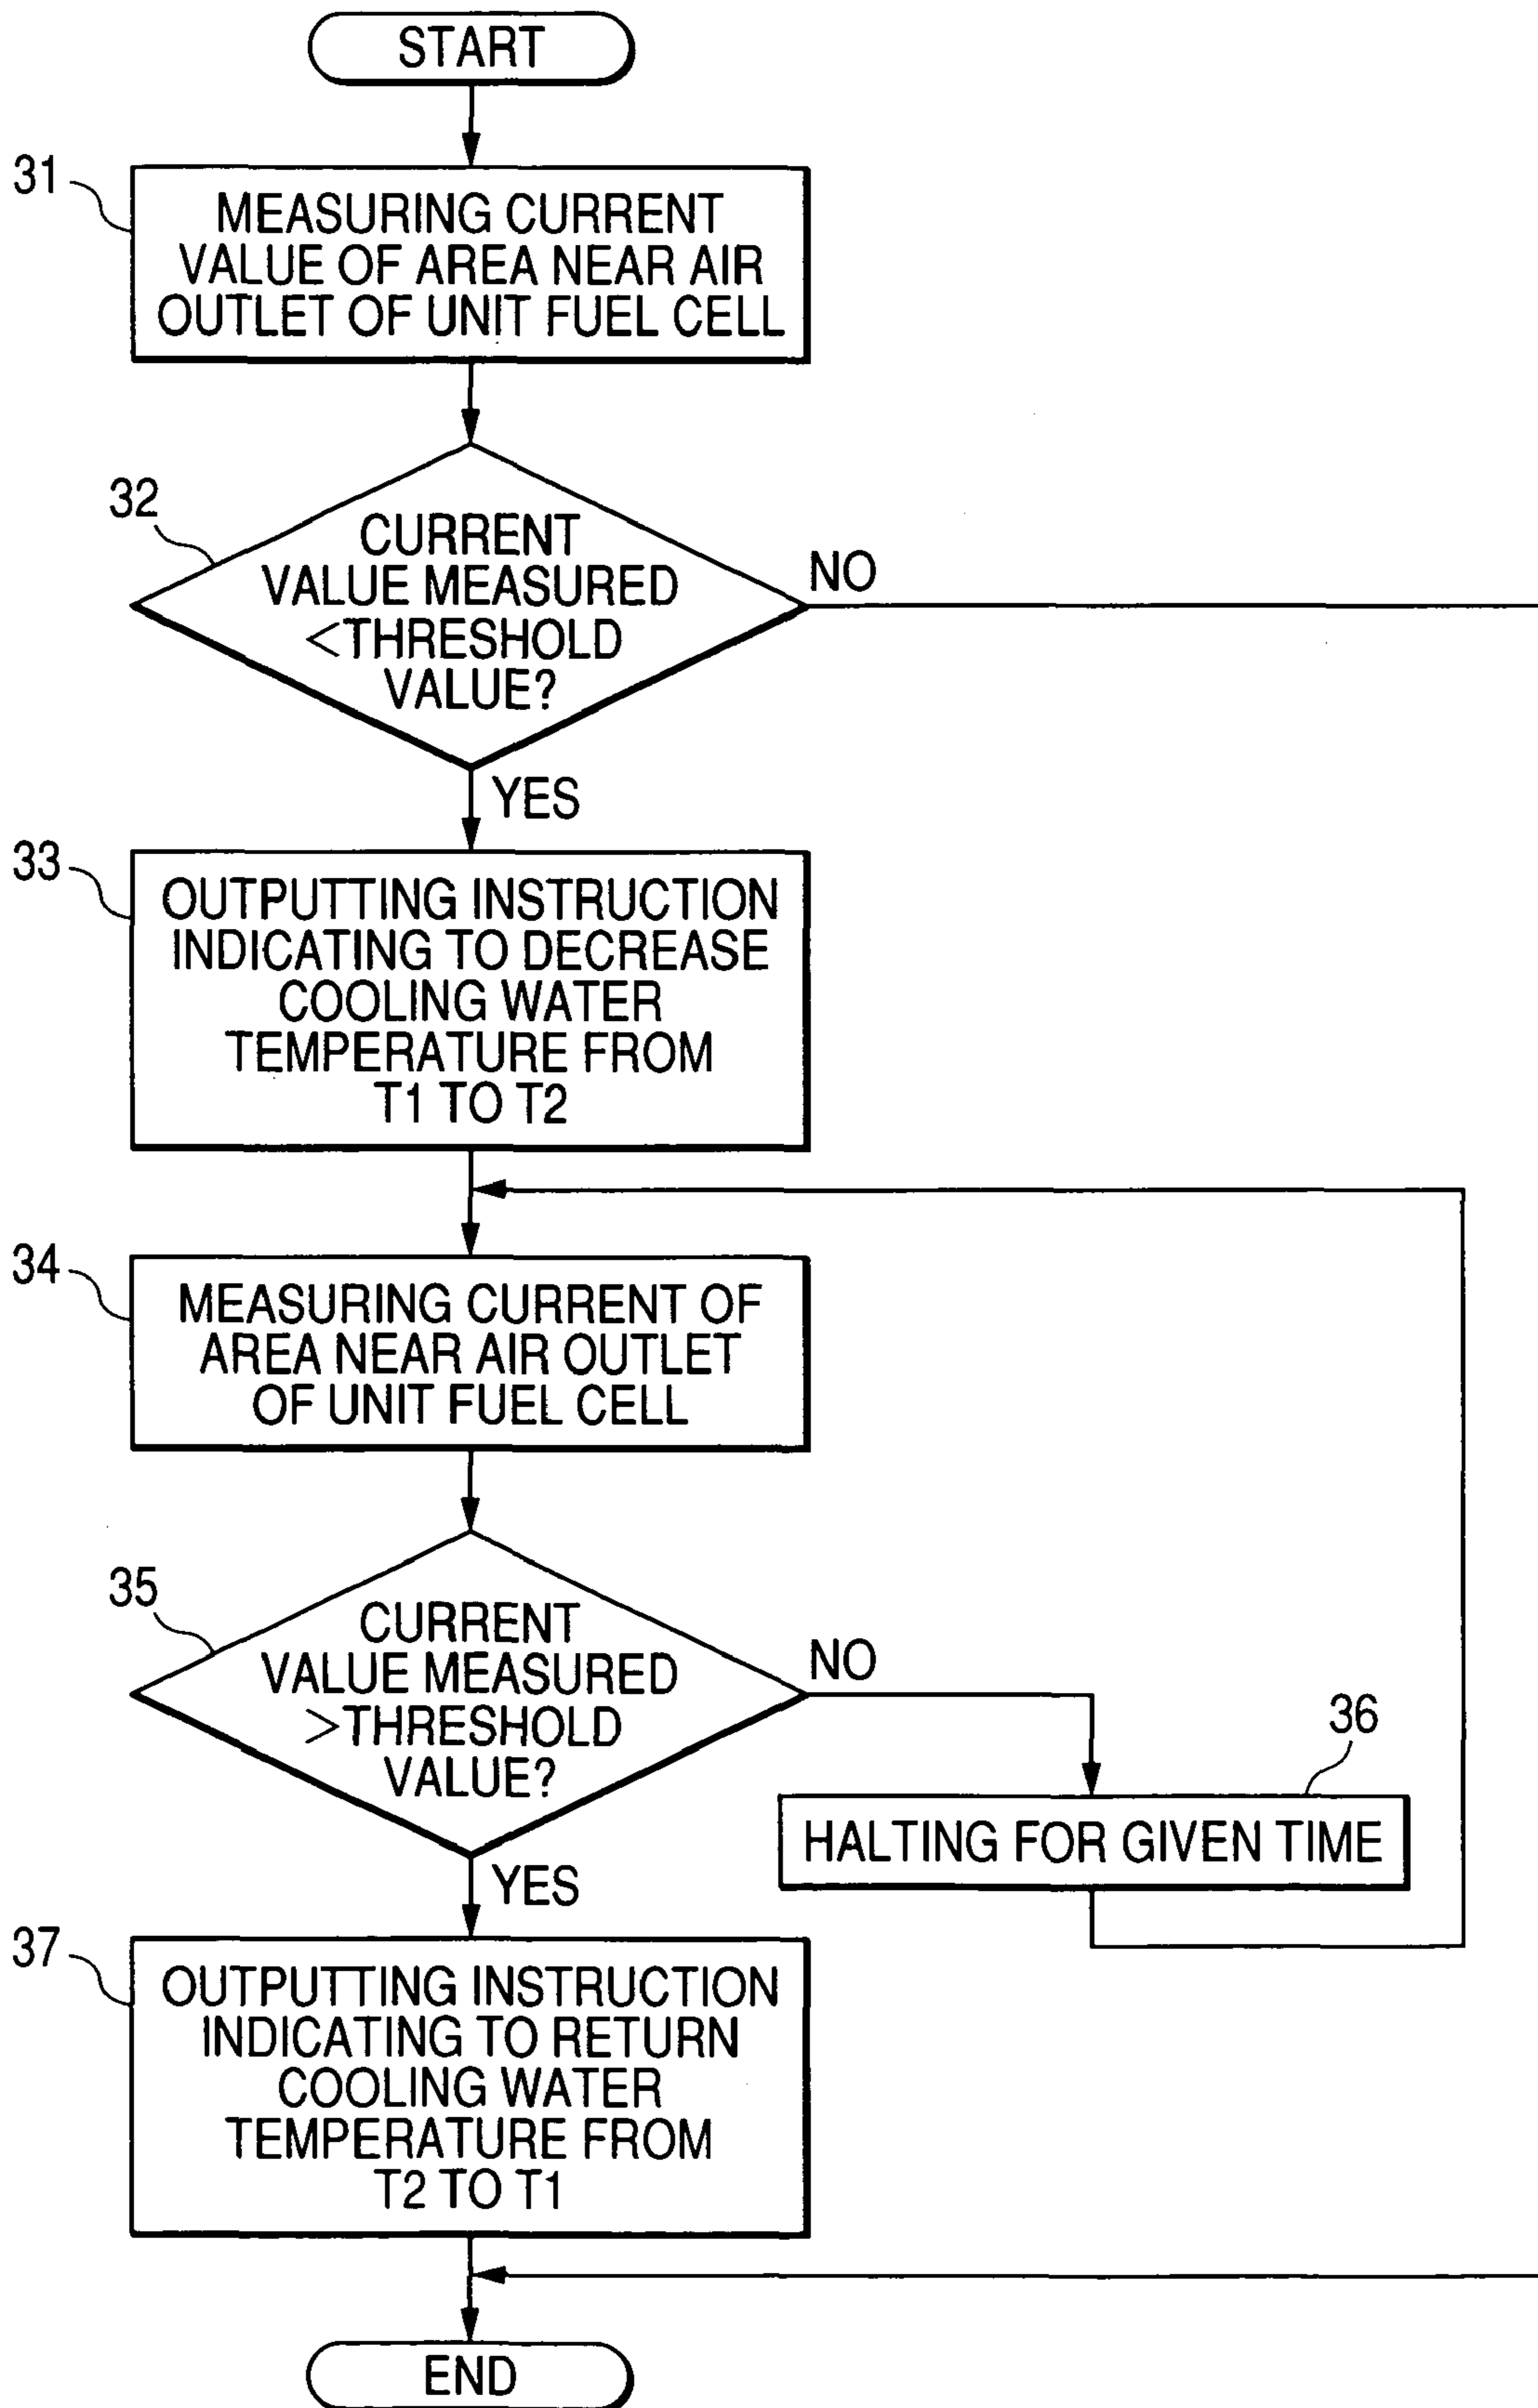 START
31
MEASURING CURRENT
VALUE OF AREA NEAR AIR
OUTLET OF UNIT FUEL CELL
32
CURRENT
VALUE MEASURED
<THRESHOLD
VALUE?
NO
YES
33
OUTPUTTING INSTRUCTION
INDICATING TO DECREASE
COOLING WATER
TEMPERATURE FROM
T1 TO T2
34
MEASURING CURRENT OF
AREA NEAR AIR OUTLET
OF UNIT FUEL CELL
35
CURRENT
VALUE MEASURED
>THRESHOLD
VALUE?
NO
36
HALTING FOR GIVEN TIME
YES
37
OUTPUTTING INSTRUCTION
INDICATING TO RETURN
COOLING WATER
TEMPERATURE FROM
T2 TO T1
END